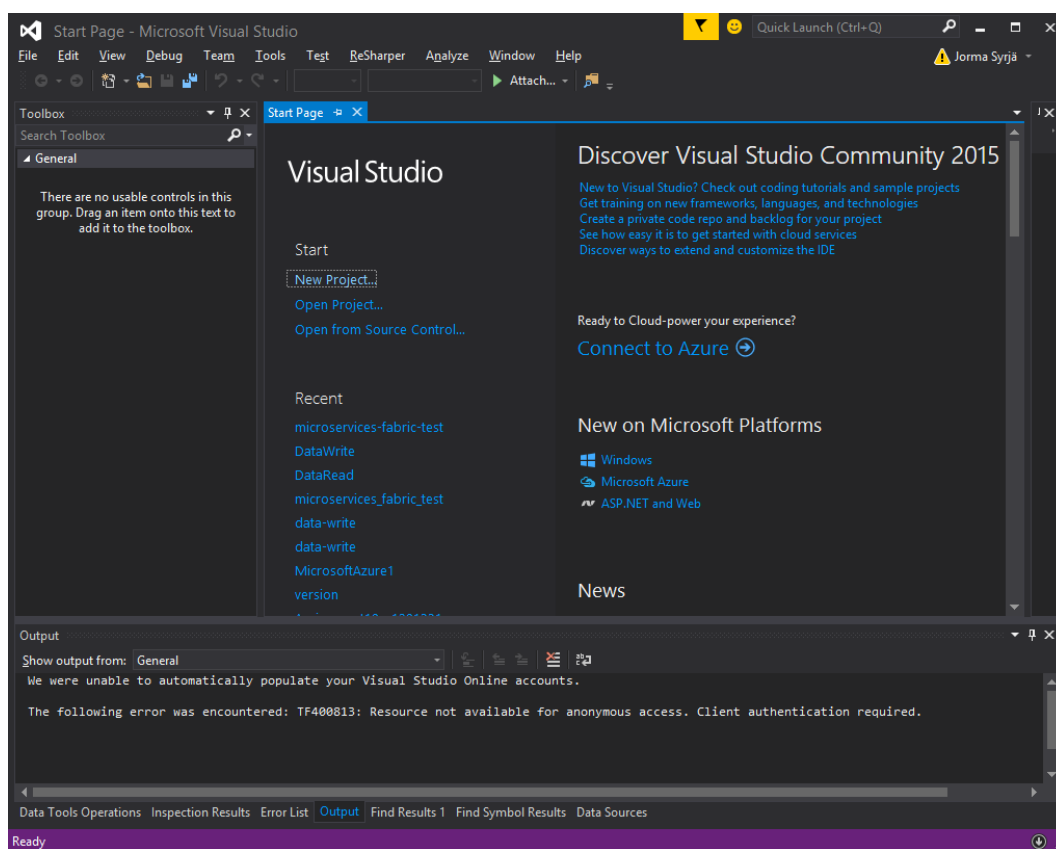 Start Page - Microsoft Visual Studio
Quick Launch (Ctrl+Q)
File Edit View Debug Team Tools Test ReSharper Analyze Window Help
Jorma Syrjä
Attach...
Toolbox
Search Toolbox
General
There are no usable controls in this
group. Drag an item onto this text to
add it to the toolbox.
Start Page
Visual Studio
Start
New Project...
Open Project...
Open from Source Control...
Recent
microservices-fabric-test
DataWrite
DataRead
microservices_fabric_test
data-write
data-write
MicrosoftAzure1
version
Discover Visual Studio Community 2015
New to Visual Studio? Check out coding tutorials and sample projects
Get training on new frameworks, languages, and technologies
Create a private code repo and backlog for your project
See how easy it is to get started with cloud services
Discover ways to extend and customize the IDE
Ready to Cloud-power your experience?
Connect to Azure
New on Microsoft Platforms
Windows
Microsoft Azure
ASP.NET and Web
News
Output
Show output from: General
We were unable to automatically populate your Visual Studio Online accounts.
The following error was encountered: TF400813: Resource not available for anonymous access. Client authentication required.
Data Tools Operations Inspection Results Error List Output Find Results 1 Find Symbol Results Data Sources
Ready